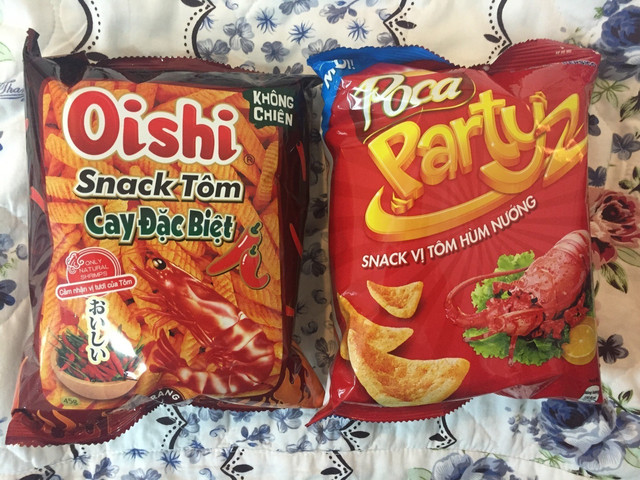 Oishi®
KHÔNG
CHIÊN
Snack Tôm
Cay Đặc Biệt
ONLY
NATURAL
SHRIMPS
Cảm nhận vị tươi của Tôm
おいしい
Poca
Partyz
SNACK VỊ TÔM HÙM NƯỚNG